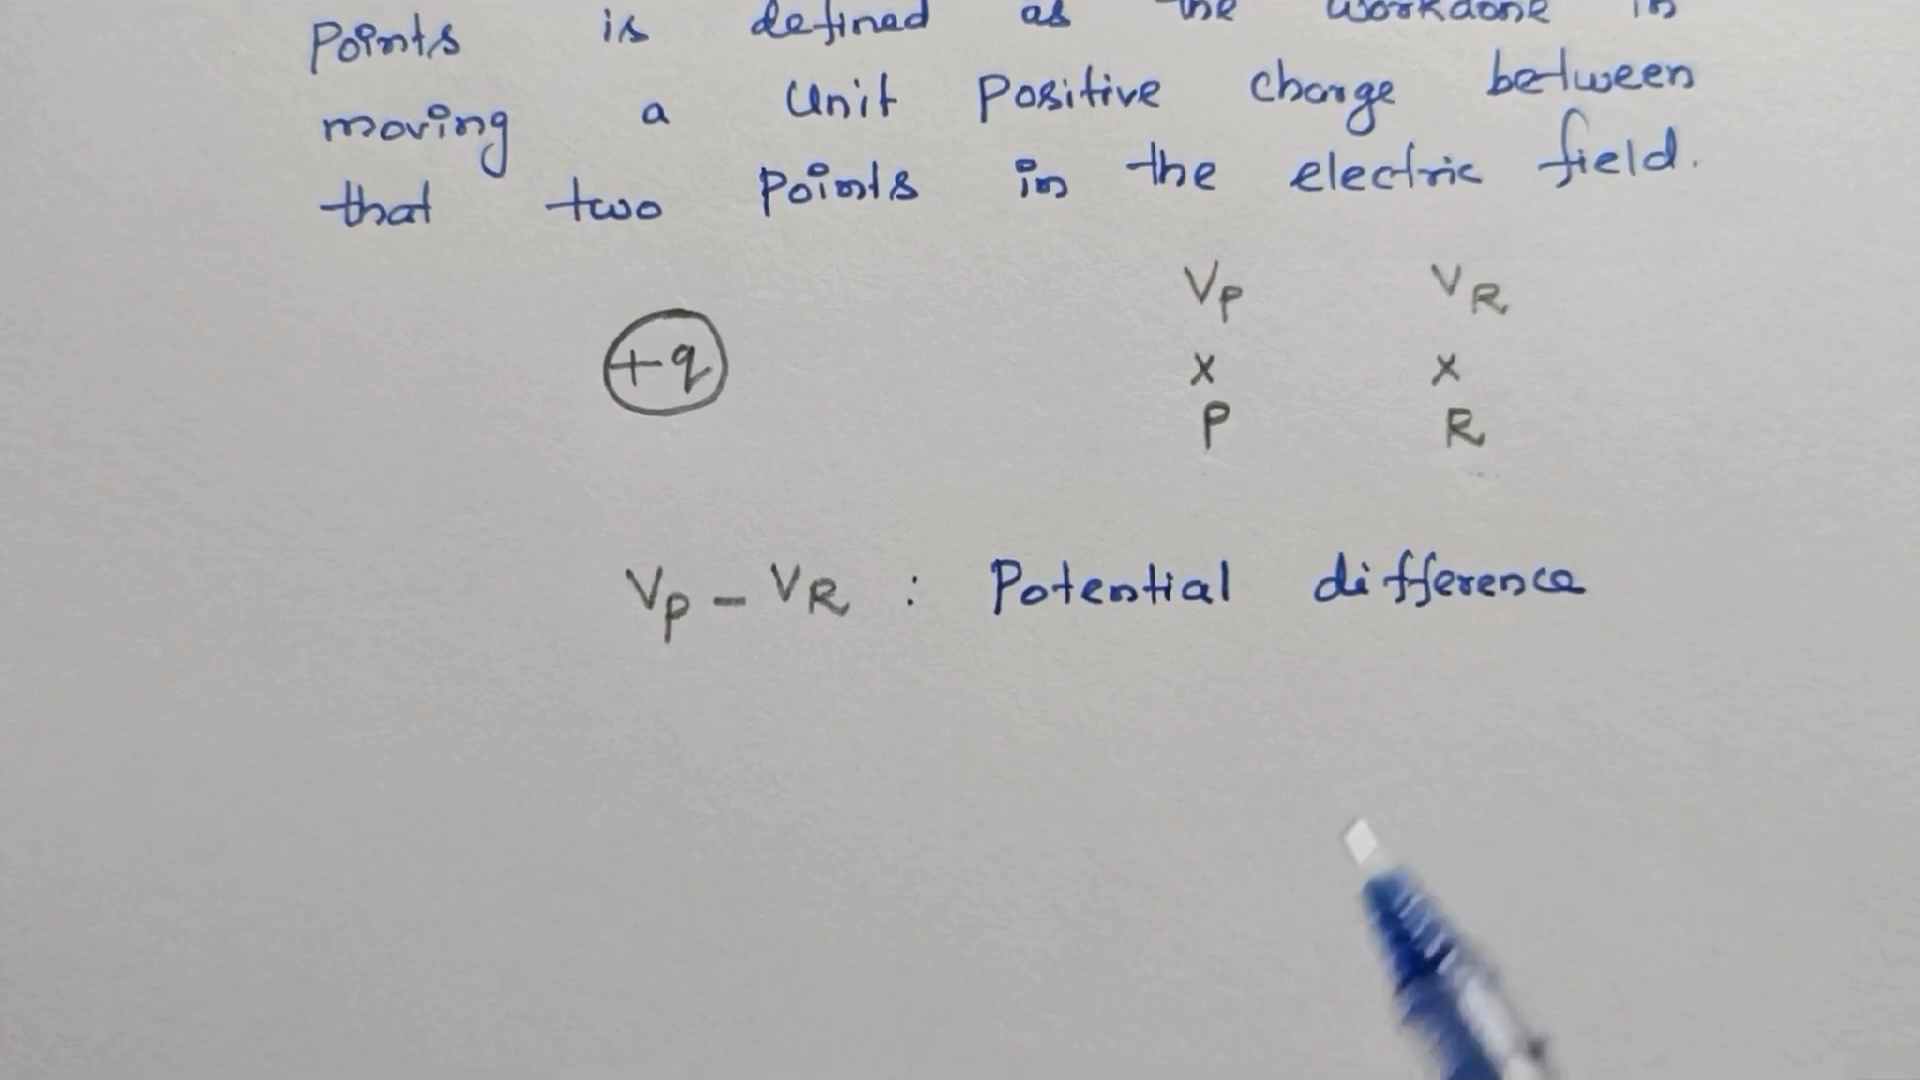 Points is defined as the workdone in
moving a Unit Positive charge between
that two Points in the electric field.
VP VR
+q x x
P R
VP - VR : Potential difference